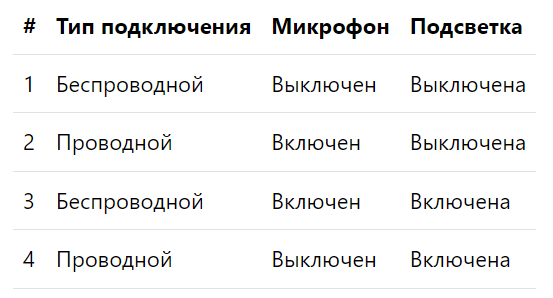 # Тип подключения Микрофон Подсветка
1 Беспроводной Выключен Выключена
2 Проводной Включен Выключена
3 Беспроводной Включен Включена
4 Проводной Выключен Включена